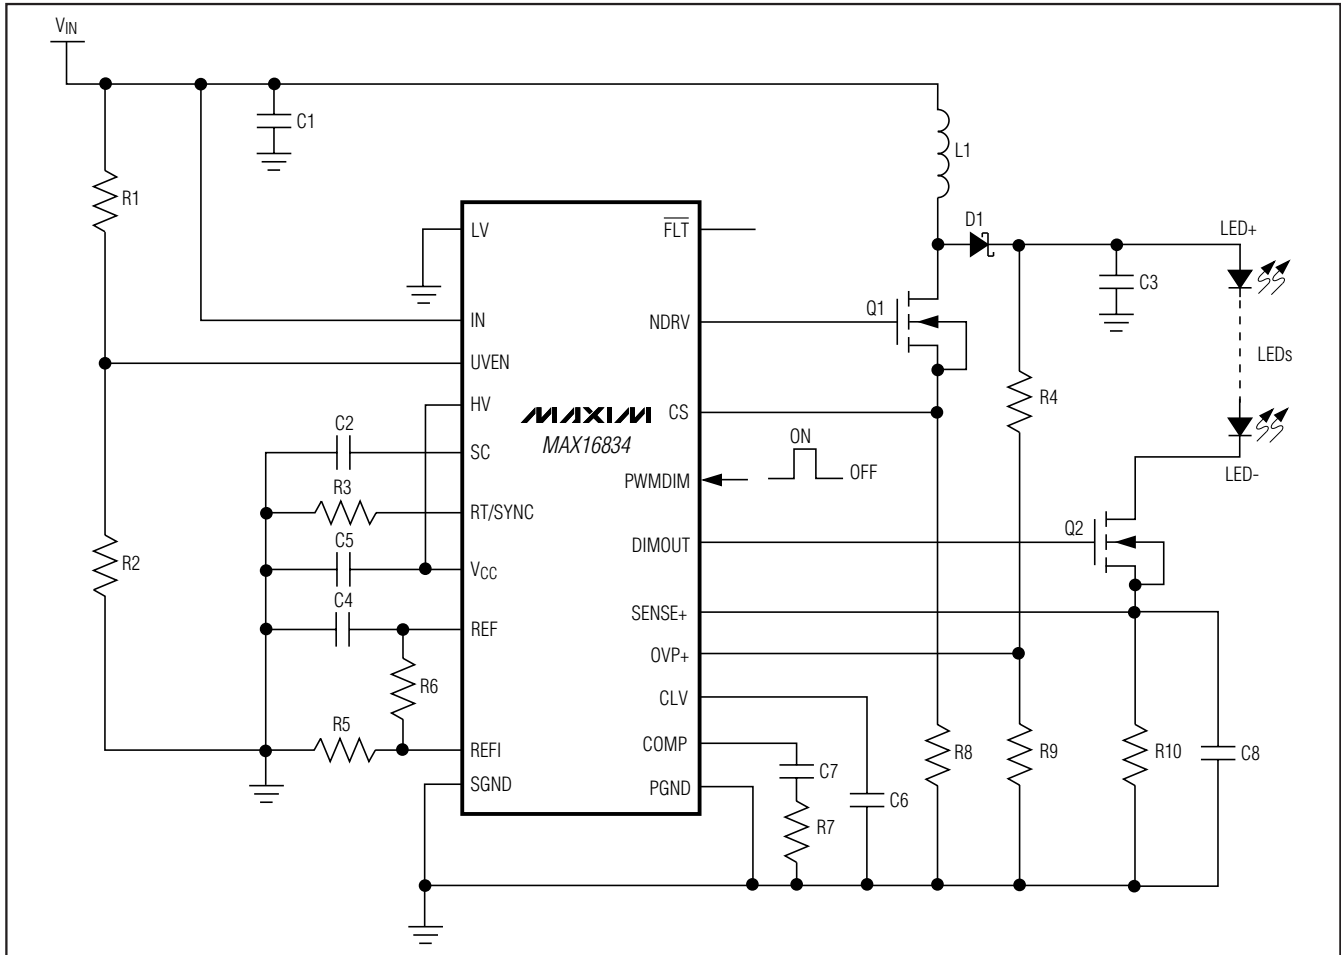 VIN
C1
L1
R1
D1
LED+
LV
FLT
C3
Q1
IN
NDRV
LEDs
UVEN
R4
HV
CS
MAXIM
MAX16834
C2
SC
ON
OFF
PWMDIM
LED-
R3
RT/SYNC
Q2
C5
DIMOUT
R2
VCC
C4
SENSE+
REF
OVP+
R6
CLV
R5
REFI
COMP
R8
R9
R10
C8
C7
SGND
PGND
C6
R7